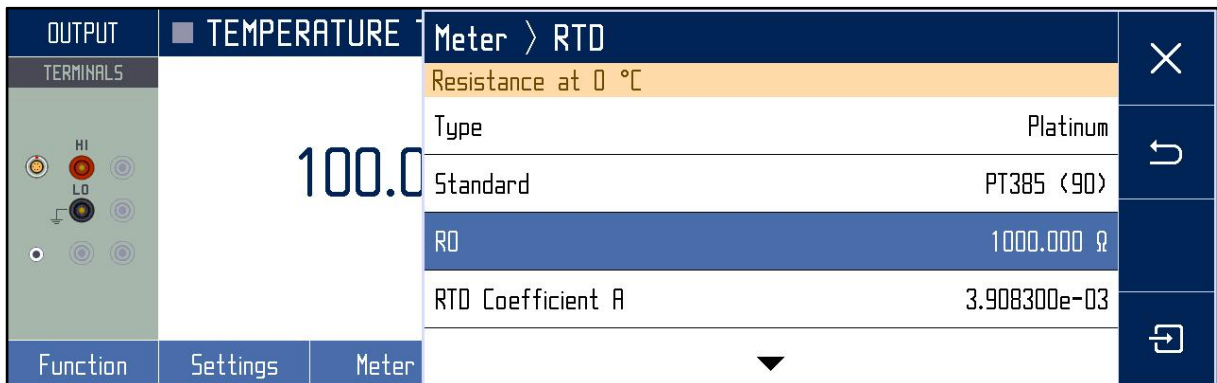 OUTPUT
TERMINALS
HI
LO
TEMPERATURE
100.0
Meter > RTD
Resistance at 0 °C
Type Platinum
Standard PT385 (90)
R0 1000.000 Ω
RTD Coefficient A 3.908300e-03
Function Settings Meter